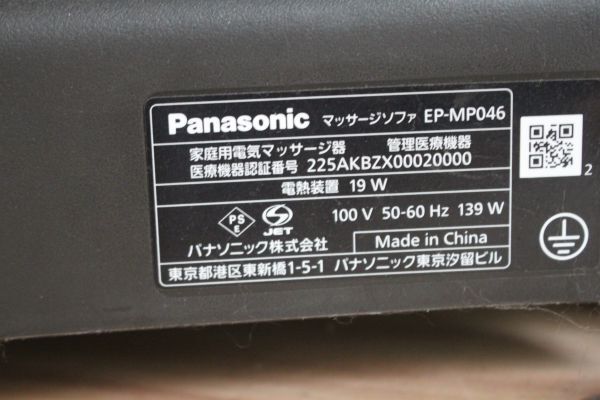 Panasonic マッサージソファ EP-MP046
家庭用電気マッサージ器 管理医療機器
医療機器認証番号 225AKBZX00020000
電熱装置 19 W
PS E JET 100 V 50-60 Hz 139 W
パナソニック株式会社 Made in China
東京都港区東新橋1-5-1 パナソニック東京汐留ビル
2